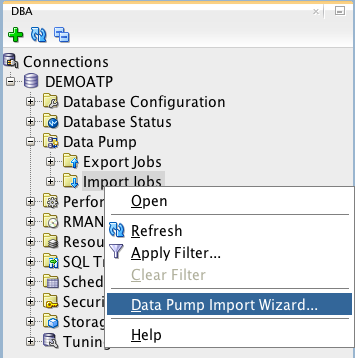 DBA
Connections
DEMOATP
Database Configuration
Database Status
Data Pump
Export Jobs
Import Jobs
Open
Perfor
Refresh
RMAN
Apply Filter...
Resou
SQL Tr
Clear Filter
Sched
Data Pump Import Wizard...
Securi
Storag
Help
Tuning